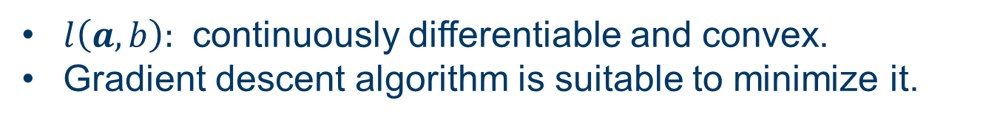 • l(a, b): continuously differentiable and convex.
• Gradient descent algorithm is suitable to minimize it.